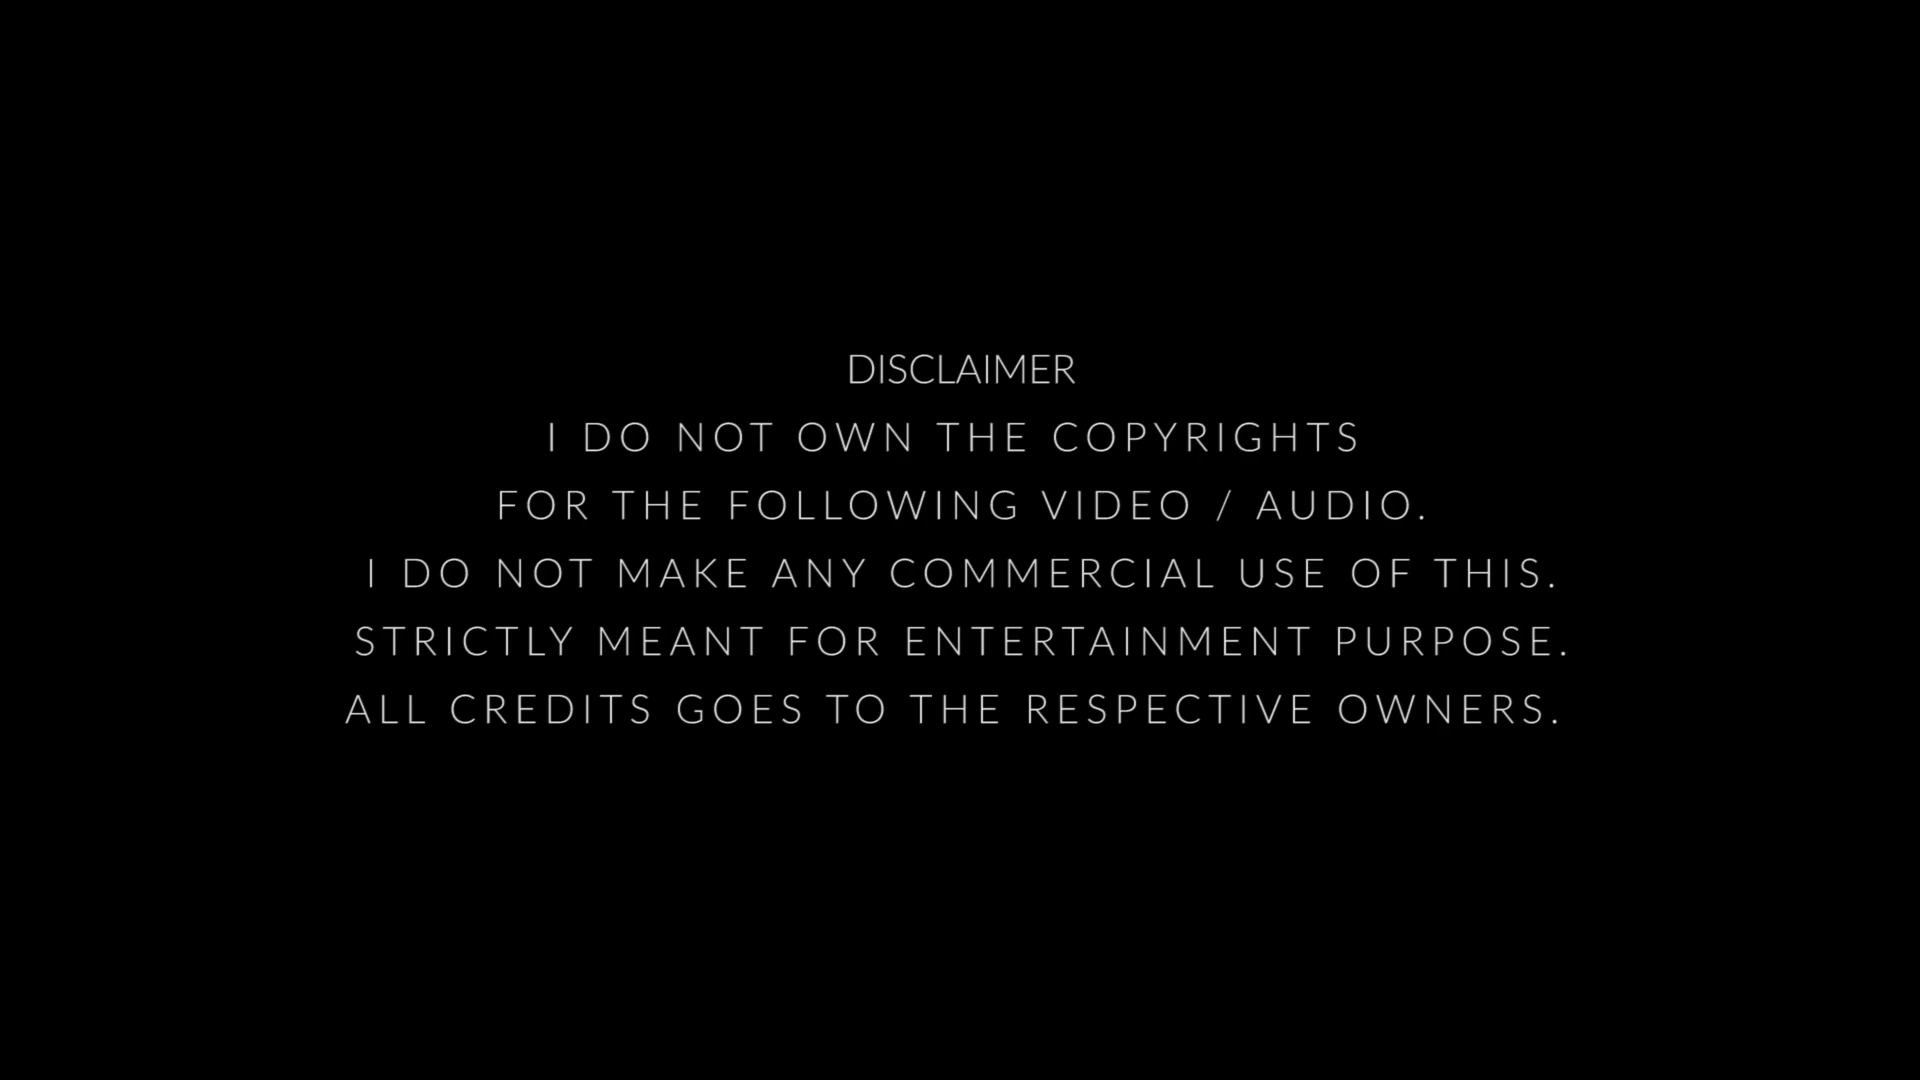 DISCLAIMER
I DO NOT OWN THE COPYRIGHTS
FOR THE FOLLOWING VIDEO / AUDIO.
I DO NOT MAKE ANY COMMERCIAL USE OF THIS.
STRICTLY MEANT FOR ENTERTAINMENT PURPOSE.
ALL CREDITS GOES TO THE RESPECTIVE OWNERS.